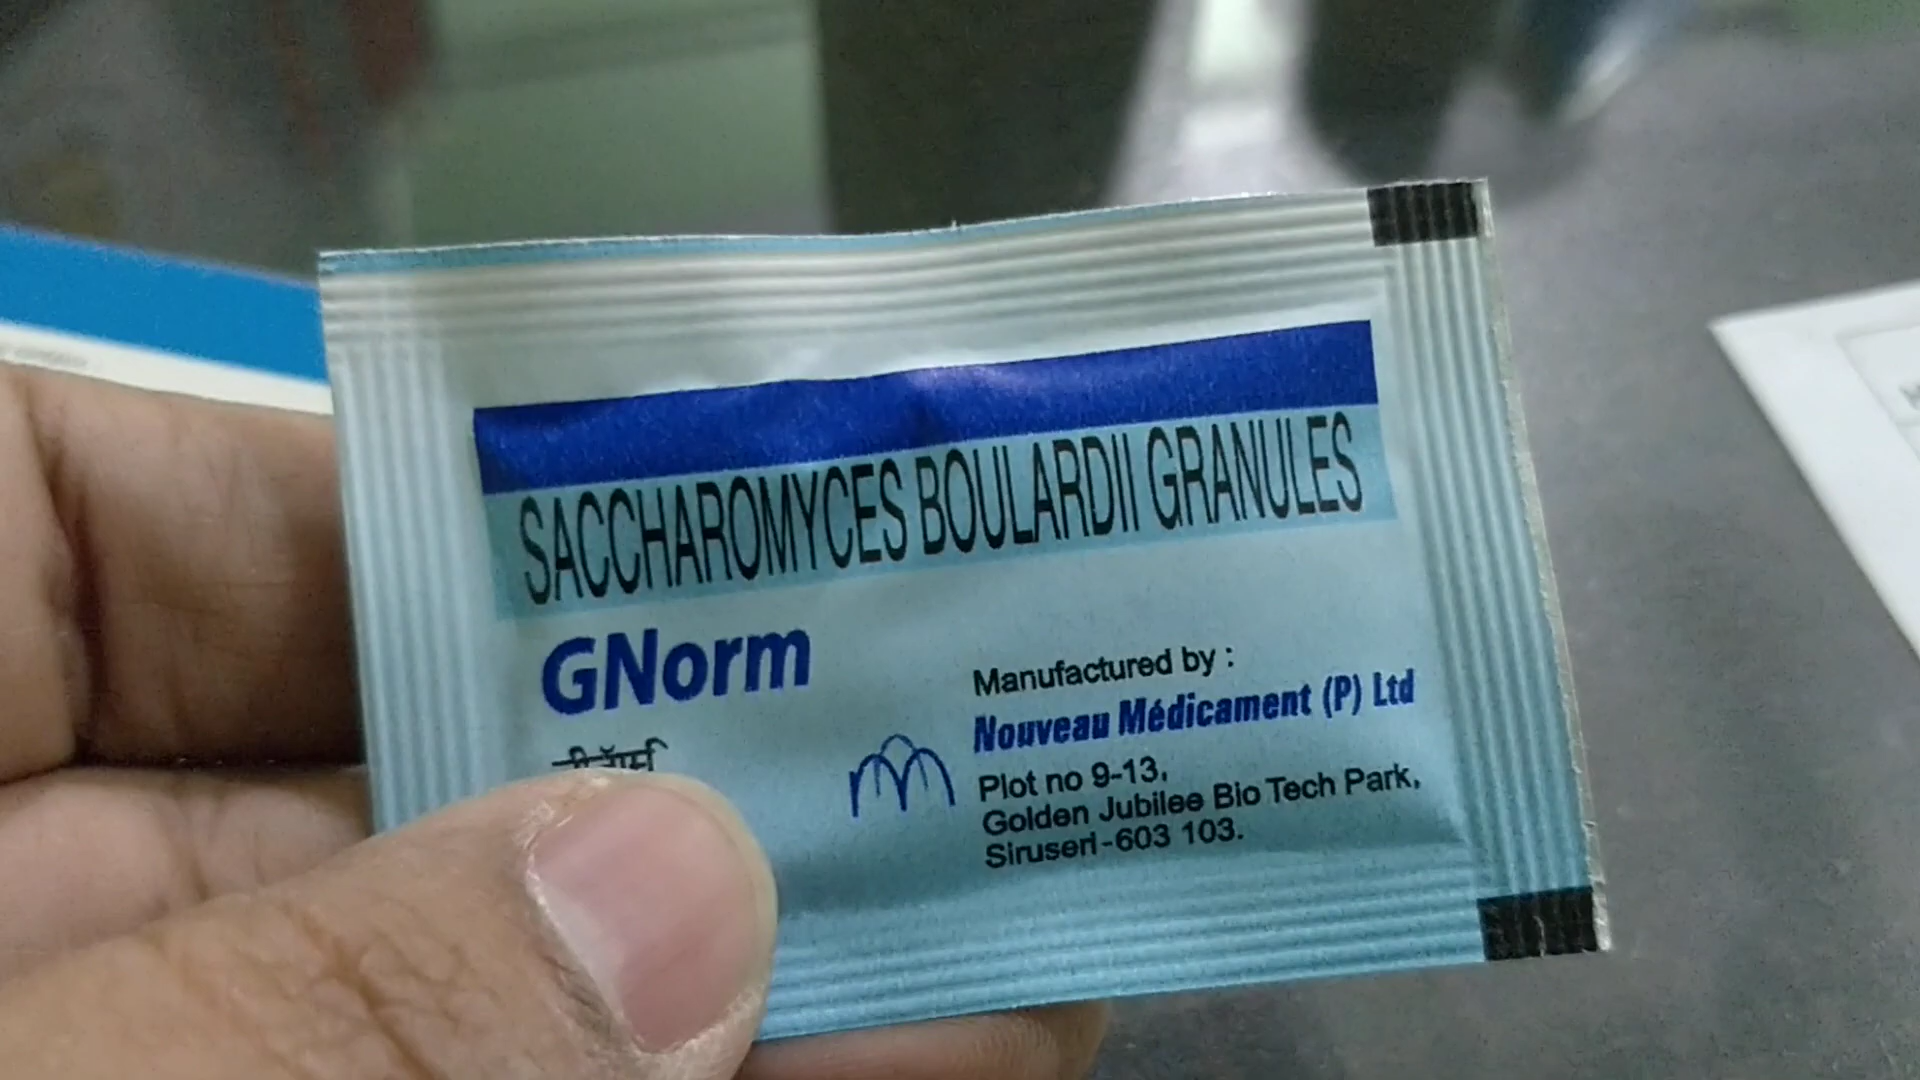 SACCHAROMYCES BOULARDII GRANULES
GNorm
Manufactured by :
Nouveau Médicament (P) Ltd
Plot no 9-13,
Golden Jubilee Bio Tech Park,
Siruseri-603 103.